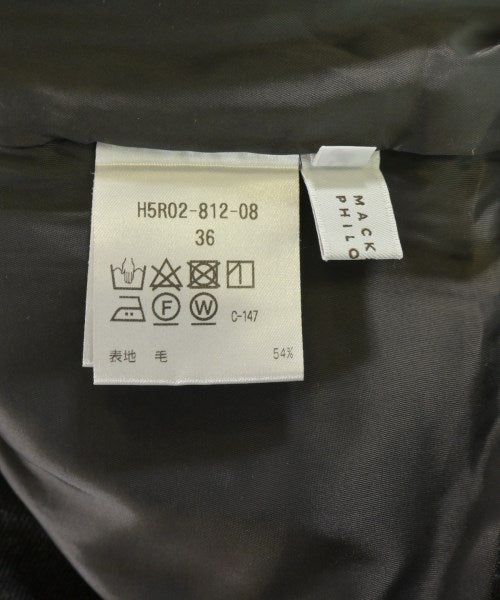 H5R02-812-08
36
F W C-147
表地 毛 54%
MACK
PHILO